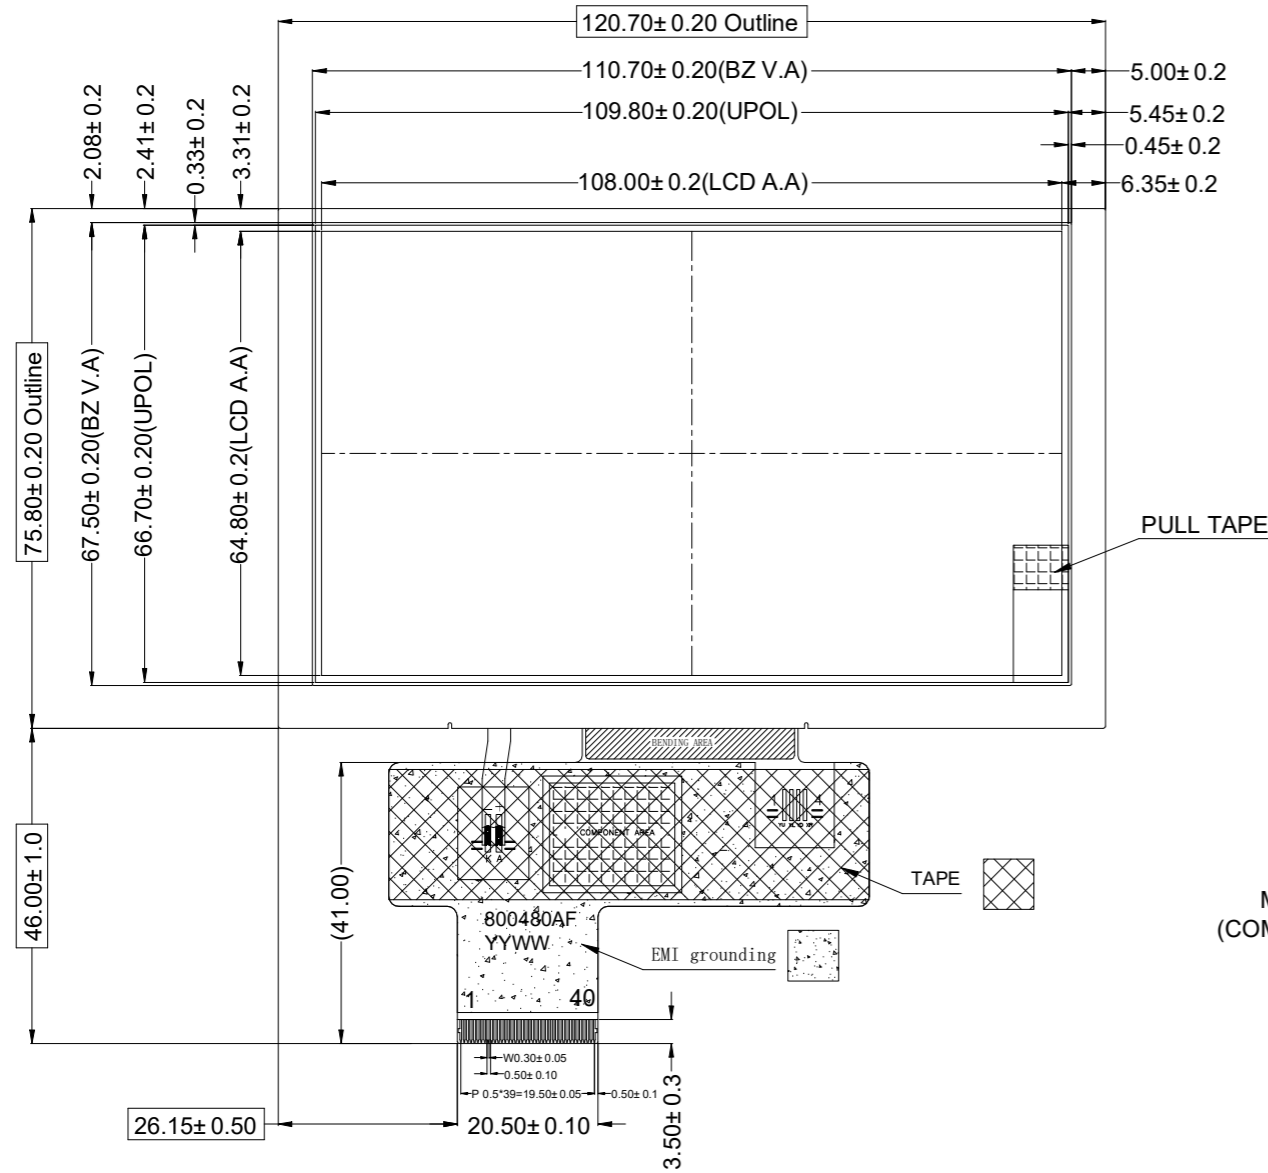 120.70± 0.20 Outline
110.70± 0.20(BZ V.A)
5.00± 0.2
109.80± 0.20(UPOL)
5.45± 0.2
0.45± 0.2
108.00± 0.2(LCD A.A)
6.35± 0.2
2.08± 0.2
2.41± 0.2
0.33± 0.2
3.31± 0.2
75.80± 0.20 Outline
67.50± 0.20(BZ V.A)
66.70± 0.20(UPOL)
64.80± 0.2(LCD A.A)
PULL TAPE
BENDING AREA
46.00± 1.0
(41.00)
COMPONENT AREA
K A
1 4
TAPE
M
(COM
800480AF
YYWW
EMI grounding
1 40
W0.30± 0.05
0.50± 0.10
P 0.5*39=19.50± 0.05
0.50± 0.1
3.50± 0.3
26.15± 0.50
20.50± 0.10